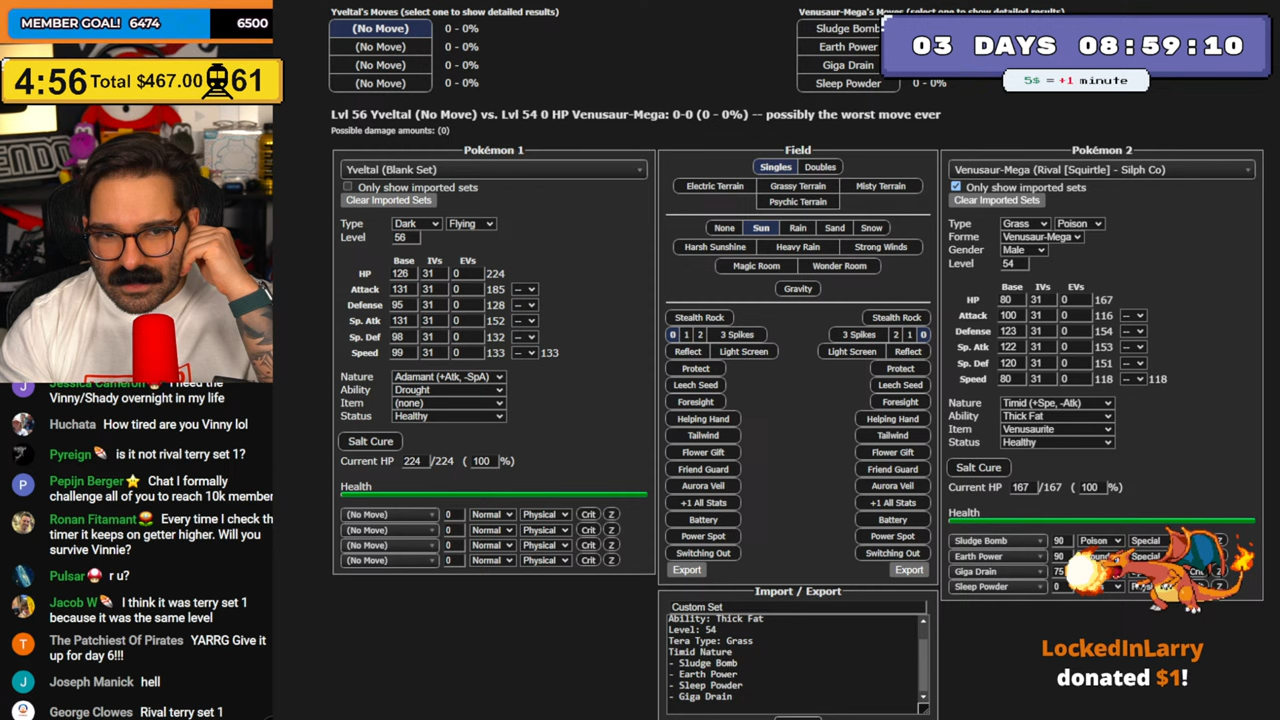 MEMBER GOAL! 6474 6500
4:56 Total $467.00 61
03 DAYS 08:59:10
5$ = +1 minute
Yveltal's Moves (select one to show detailed results)
(No Move) 0 - 0%
(No Move) 0 - 0%
(No Move) 0 - 0%
(No Move) 0 - 0%
Venusaur-Mega's Moves (select one to show detailed results)
Sludge Bomb
Earth Power
Giga Drain
Sleep Powder 0 - 0%
Lvl 56 Yveltal (No Move) vs. Lvl 54 0 HP Venusaur-Mega: 0-0 (0 - 0%) -- possibly the worst move ever
Possible damage amounts: (0)
Pokémon 1
Yveltal (Blank Set)
Only show imported sets
Clear Imported Sets
Type Dark Flying
Level 56
Base IVs EVs
HP 126 31 0 224
Attack 131 31 0 185 --
Defense 95 31 0 128 --
Sp. Atk 131 31 0 152 --
Sp. Def 98 31 0 132 --
Speed 99 31 0 133 -- 133
Nature Adamant (+Atk, -SpA)
Ability Drought
Item (none)
Status Healthy
Salt Cure
Current HP 224 /224 ( 100 %)
Health
(No Move) 0 Normal Physical Crit Z
(No Move) 0 Normal Physical Crit Z
(No Move) 0 Normal Physical Crit Z
(No Move) 0 Normal Physical Crit Z
Field
Singles Doubles
Electric Terrain Grassy Terrain Misty Terrain
Psychic Terrain
None Sun Rain Sand Snow
Harsh Sunshine Heavy Rain Strong Winds
Magic Room Wonder Room
Gravity
Stealth Rock Stealth Rock
0 1 2 3 Spikes 3 Spikes 2 1 0
Reflect Light Screen Light Screen Reflect
Protect Protect
Leech Seed Leech Seed
Foresight Foresight
Helping Hand Helping Hand
Tailwind Tailwind
Flower Gift Flower Gift
Friend Guard Friend Guard
Aurora Veil Aurora Veil
+1 All Stats +1 All Stats
Battery Battery
Power Spot Power Spot
Switching Out Switching Out
Export Export
Import / Export
Custom Set
Ability: Thick Fat
Level: 54
Tera Type: Grass
Timid Nature
- Sludge Bomb
- Earth Power
- Sleep Powder
- Giga Drain
Pokémon 2
Venusaur-Mega (Rival [Squirtle] - Silph Co)
Only show imported sets
Clear Imported Sets
Type Grass Poison
Forme Venusaur-Mega
Gender Male
Level 54
Base IVs EVs
HP 80 31 0 167
Attack 100 31 0 116 --
Defense 123 31 0 154 --
Sp. Atk 122 31 0 153 --
Sp. Def 120 31 0 151 --
Speed 80 31 0 118 -- 118
Nature Timid (+Spe, -Atk)
Ability Thick Fat
Item Venusaurite
Status Healthy
Salt Cure
Current HP 167 /167 ( 100 %)
Health
Sludge Bomb 90 Poison Special
Earth Power 90
Giga Drain 75
Sleep Powder 0
LockedInLarry
donated $1!
Jessica Cameron I need the
Vinny/Shady overnight in my life
Huchata How tired are you Vinny lol
Pyreign is it not rival terry set 1?
Pepijn Berger Chat I formally
challenge all of you to reach 10k member
Ronan Fitamant Every time I check the
timer it keeps on getter higher. Will you
survive Vinnie?
Pulsar r u?
Jacob W I think it was terry set 1
because it was the same level
The Patchiest Of Pirates YARRG Give it
up for day 6!!!
Joseph Manick hell
George Clowes Rival terry set 1